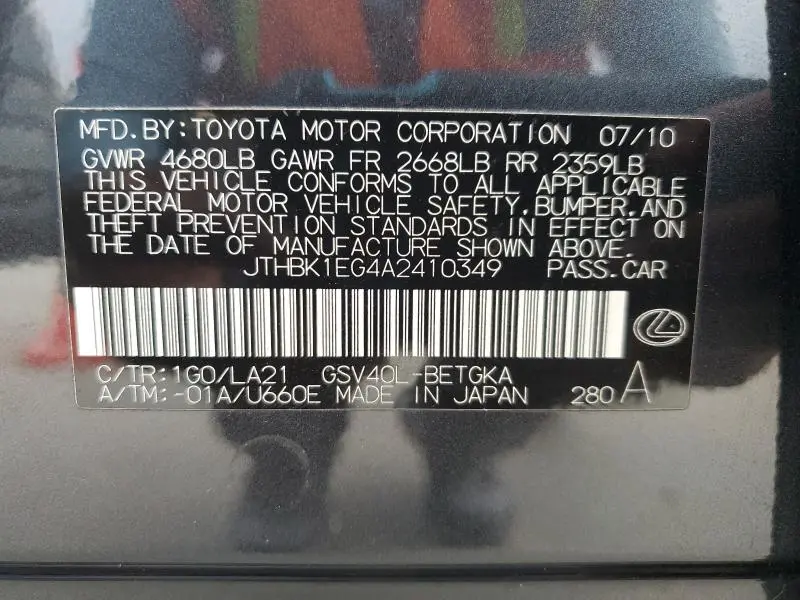 MFD. BY: TOYOTA MOTOR CORPORATION 07/10
GVWR 4680LB GAWR FR 2668LB RR 2359LB
THIS VEHICLE CONFORMS TO ALL APPLICABLE
FEDERAL MOTOR VEHICLE SAFETY, BUMPER, AND
THEFT PREVENTION STANDARDS IN EFFECT ON
THE DATE OF MANUFACTURE SHOWN ABOVE.
JTHBK1EG4A2410349 PASS. CAR
C/TR: 1G0/LA21 GSV40L-BETGKA
A/TM: -01A/U660E MADE IN JAPAN 280 A